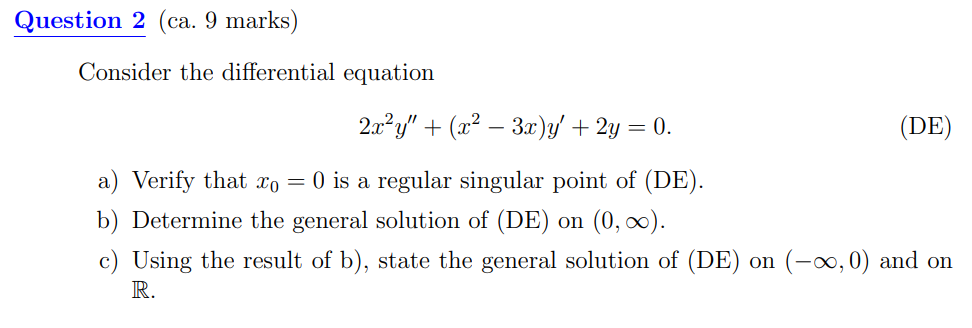 Question 2 (ca. 9 marks)
Consider the differential equation
2x²y″ + (x² − 3x)y′ + 2y = 0. (DE)
a) Verify that x₀ = 0 is a regular singular point of (DE).
b) Determine the general solution of (DE) on (0, ∞).
c) Using the result of b), state the general solution of (DE) on (−∞, 0) and on
ℝ.